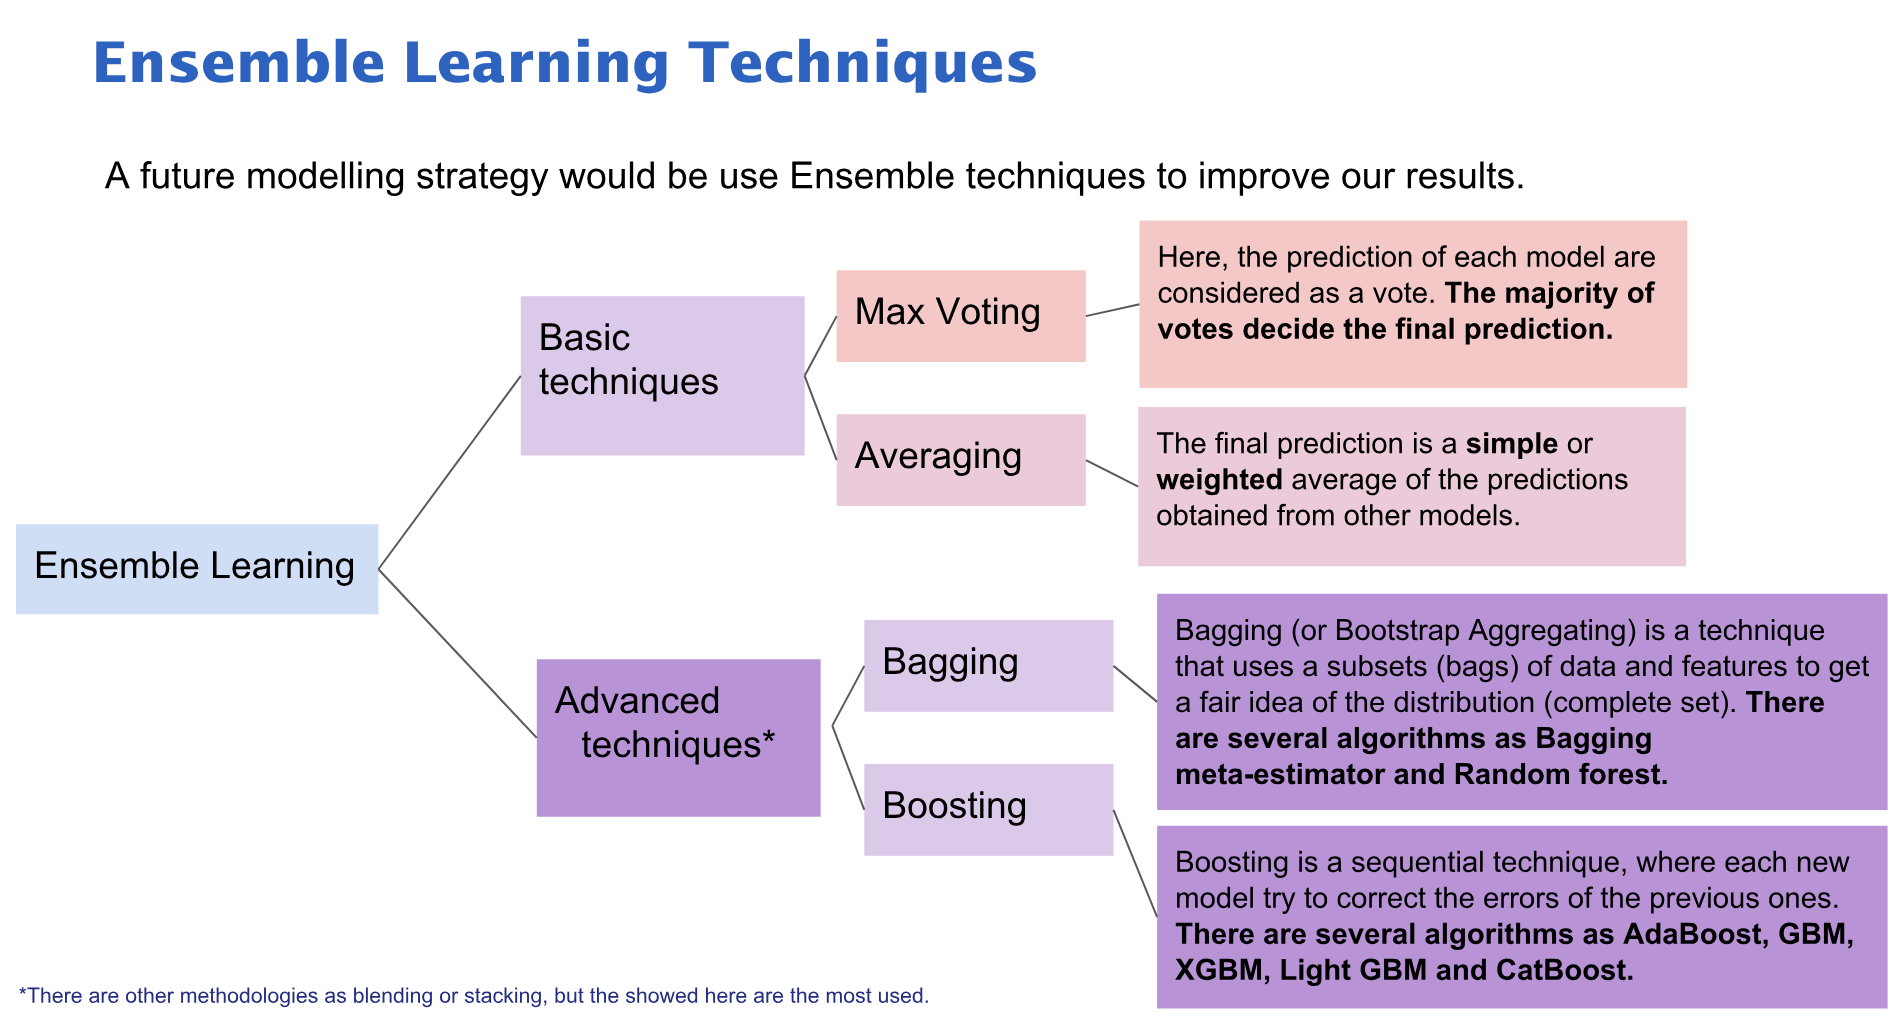 Ensemble Learning Techniques
A future modelling strategy would be use Ensemble techniques to improve our results.
Ensemble Learning
Basic
techniques
Max Voting
Here, the prediction of each model are
considered as a vote. The majority of
votes decide the final prediction.
Averaging
The final prediction is a simple or
weighted average of the predictions
obtained from other models.
Advanced
techniques*
Bagging
Bagging (or Bootstrap Aggregating) is a technique
that uses a subsets (bags) of data and features to get
a fair idea of the distribution (complete set). There
are several algorithms as Bagging
meta-estimator and Random forest.
Boosting
Boosting is a sequential technique, where each new
model try to correct the errors of the previous ones.
There are several algorithms as AdaBoost, GBM,
XGBM, Light GBM and CatBoost.
*There are other methodologies as blending or stacking, but the showed here are the most used.